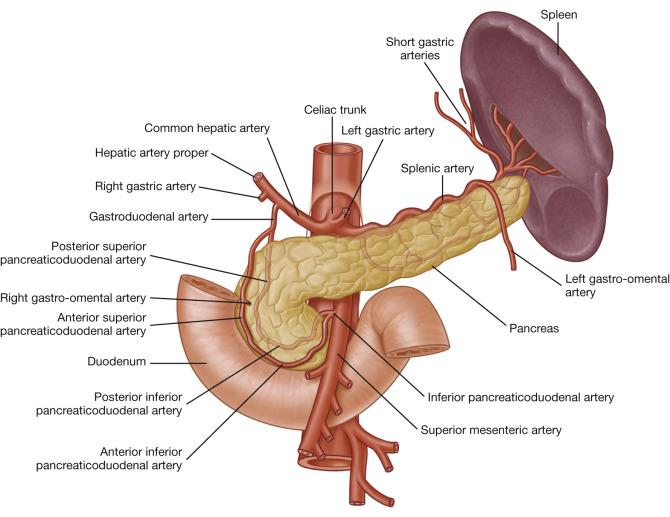 Spleen
Short gastric
arteries
Celiac trunk
Common hepatic artery
Left gastric artery
Hepatic artery proper
Splenic artery
Right gastric artery
Gastroduodenal artery
Posterior superior
pancreaticoduodenal artery
Left gastro-omental
artery
Right gastro-omental artery
Anterior superior
pancreaticoduodenal artery
Pancreas
Duodenum
Posterior inferior
pancreaticoduodenal artery
Inferior pancreaticoduodenal artery
Superior mesenteric artery
Anterior inferior
pancreaticoduodenal artery